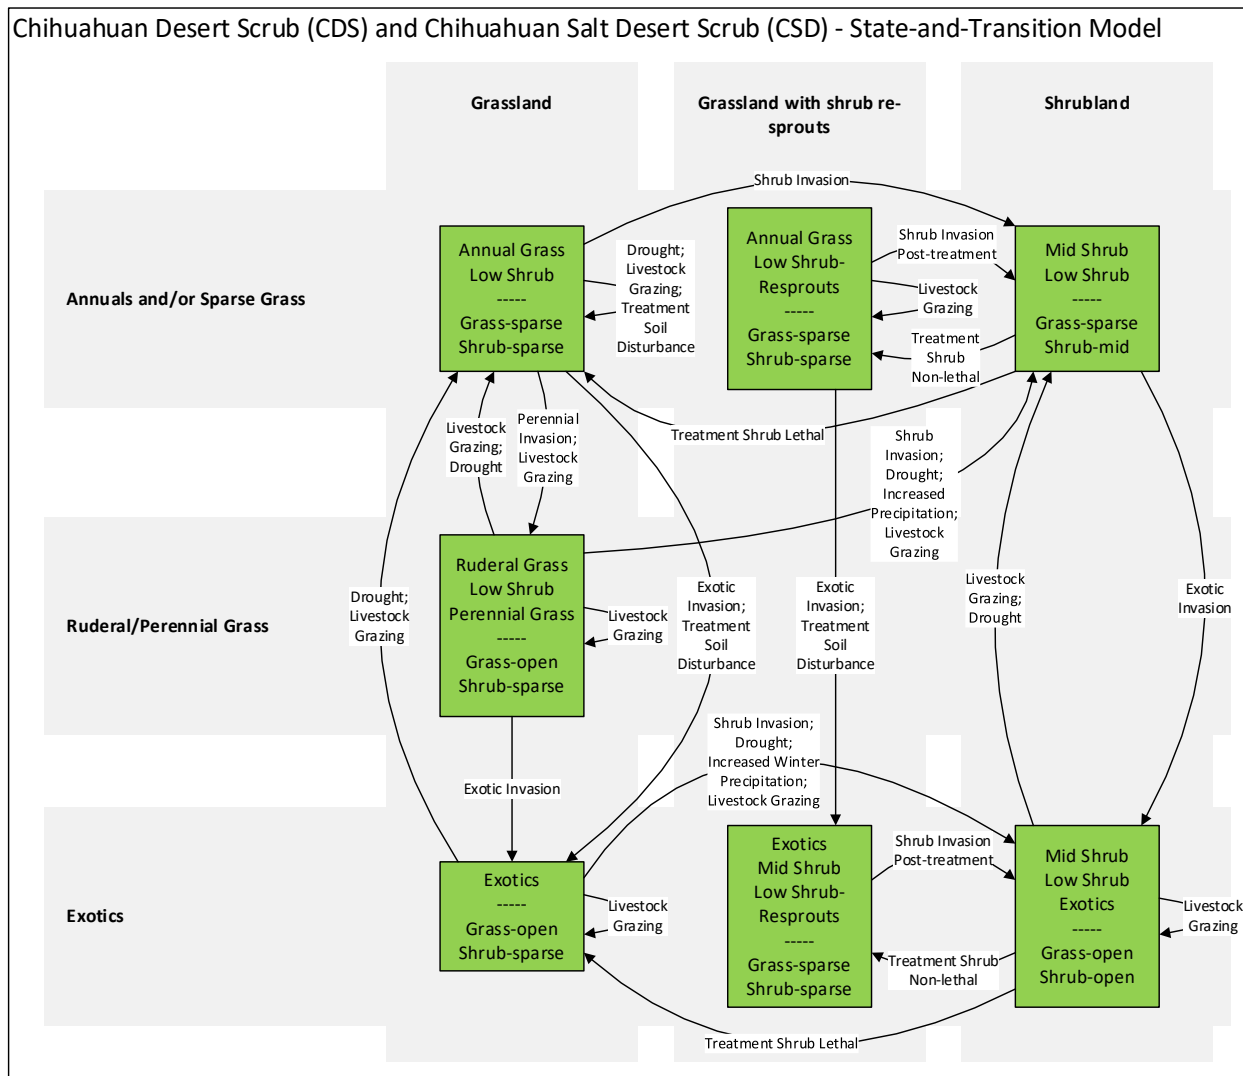 Chihuahuan Desert Scrub (CDS) and Chihuahuan Salt Desert Scrub (CSD) - State-and-Transition Model
Grassland
Grassland with shrub re-
sprouts
Shrubland
Annuals and/or Sparse Grass
Ruderal/Perennial Grass
Exotics
Shrub Invasion
Annual Grass
Low Shrub
-----
Grass-sparse
Shrub-sparse
Drought;
Livestock
Grazing;
Treatment
Soil
Disturbance
Annual Grass
Low Shrub-
Resprouts
-----
Grass-sparse
Shrub-sparse
Shrub Invasion
Post-treatment
Livestock
Grazing
Treatment
Shrub
Non-lethal
Mid Shrub
Low Shrub
-----
Grass-sparse
Shrub-mid
Treatment Shrub Lethal
Livestock
Grazing;
Drought
Perennial
Invasion;
Livestock
Grazing
Shrub
Invasion;
Drought;
Increased
Precipitation;
Livestock
Grazing
Drought;
Livestock
Grazing
Ruderal Grass
Low Shrub
Perennial Grass
-----
Grass-open
Shrub-sparse
Livestock
Grazing
Exotic
Invasion;
Treatment
Soil
Disturbance
Exotic
Invasion;
Treatment
Soil
Disturbance
Livestock
Grazing;
Drought
Exotic
Invasion
Exotic Invasion
Shrub Invasion;
Drought;
Increased Winter
Precipitation;
Livestock Grazing
Exotics
-----
Grass-open
Shrub-sparse
Livestock
Grazing
Exotics
Mid Shrub
Low Shrub-
Resprouts
-----
Grass-sparse
Shrub-sparse
Shrub Invasion
Post-treatment
Treatment Shrub
Non-lethal
Mid Shrub
Low Shrub
Exotics
-----
Grass-open
Shrub-open
Livestock
Grazing
Treatment Shrub Lethal